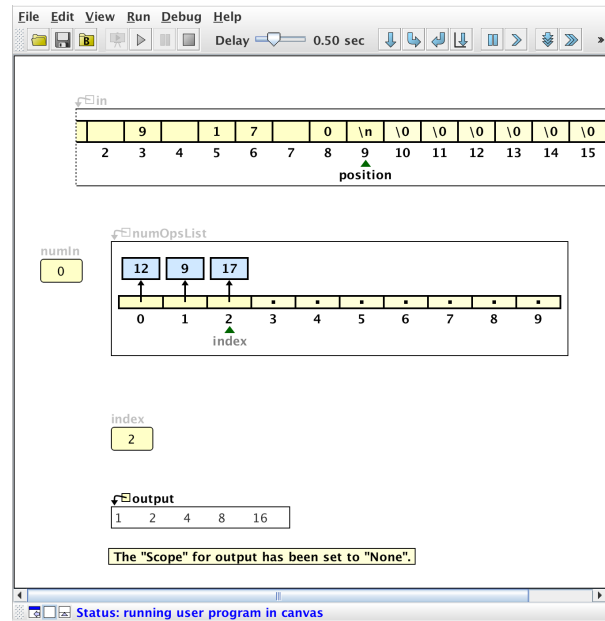 File Edit View Run Debug Help
B Delay 0.50 sec »
in
9 1 7 0 \n \0 \0 \0 \0 \0 \0
2 3 4 5 6 7 8 9 10 11 12 13 14 15
position
numOpsList
numIn
0
12 9 17
0 1 2 3 4 5 6 7 8 9
index
index
2
output
1 2 4 8 16
The "Scope" for output has been set to "None".
Status: running user program in canvas